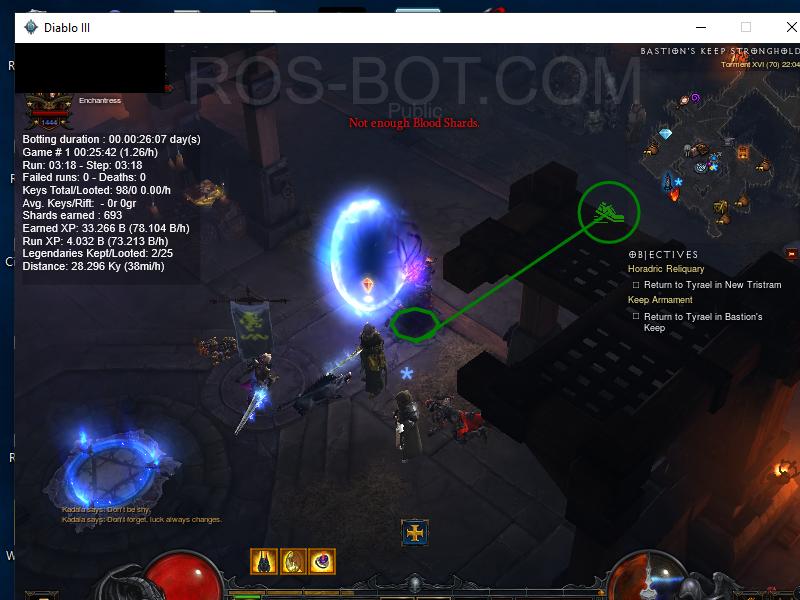 Diablo III
BASTION'S KEEP STRONGHOLD
Torment XVI (70) 22:04
ROS-BOT.COM
Public
Enchantress
Not enough Blood Shards.
Botting duration : 00.00:26:07 day(s)
Game # 1 00:25:42 (1.26/h)
Run: 03:18 - Step: 03:18
Failed runs: 0 - Deaths: 0
Keys Total/Looted: 98/0 0.00/h
Avg. Keys/Rift: - 0r 0gr
Shards earned : 693
Earned XP: 33.266 B (78.104 B/h)
Run XP: 4.032 B (73.213 B/h)
Legendaries Kept/Looted: 2/25
Distance: 28.296 Ky (38mi/h)
OBJECTIVES
Horadric Reliquary
Return to Tyrael in New Tristram
Keep Armament
Return to Tyrael in Bastion's
Keep
Kadala says: Don't be shy.
Kadala says: Don't forget, luck always changes.